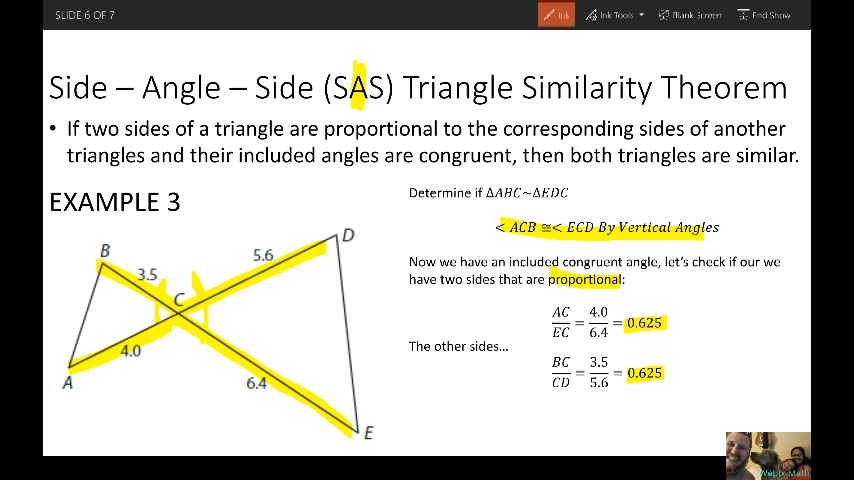 SLIDE 6 OF 7
Ink
Ink Tools
Blank Screen
End Show
Side – Angle – Side (SAS) Triangle Similarity Theorem
• If two sides of a triangle are proportional to the corresponding sides of another
triangles and their included angles are congruent, then both triangles are similar.
EXAMPLE 3
Determine if ΔABC~ΔEDC
< ACB ≅< ECD By Vertical Angles
Now we have an included congruent angle, let's check if our we
have two sides that are proportional:
AC/EC = 4.0/6.4 = 0.625
The other sides…
BC/CD = 3.5/5.6 = 0.625
D
B
5.6
3.5
C
4.0
A
6.4
E
Webb Math